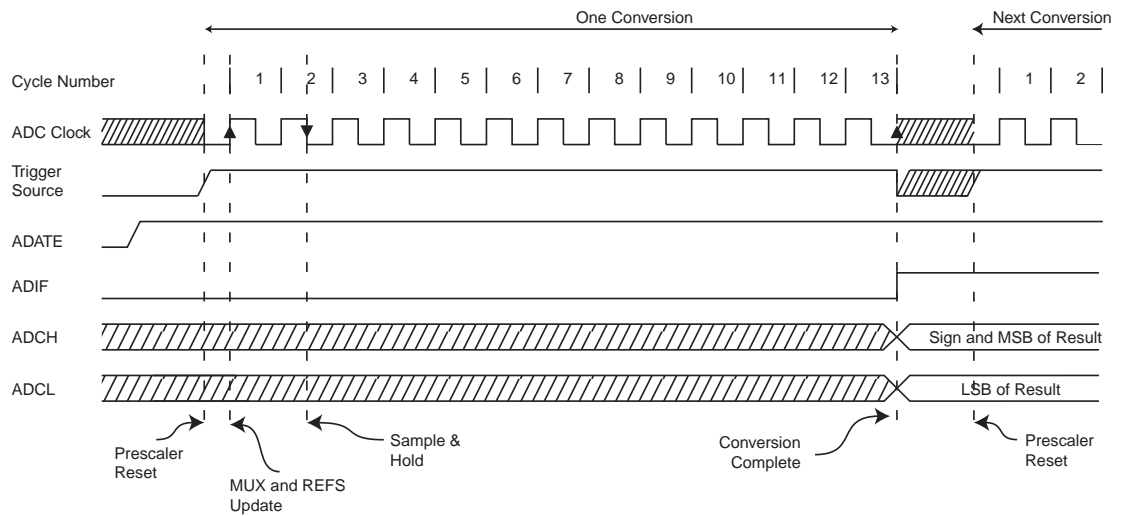 One Conversion
Next Conversion
Cycle Number
1 2 3 4 5 6 7 8 9 10 11 12 13 1 2
ADC Clock
Trigger
Source
ADATE
ADIF
ADCH
Sign and MSB of Result
ADCL
LSB of Result
Prescaler
Reset
MUX and REFS
Update
Sample &
Hold
Conversion
Complete
Prescaler
Reset